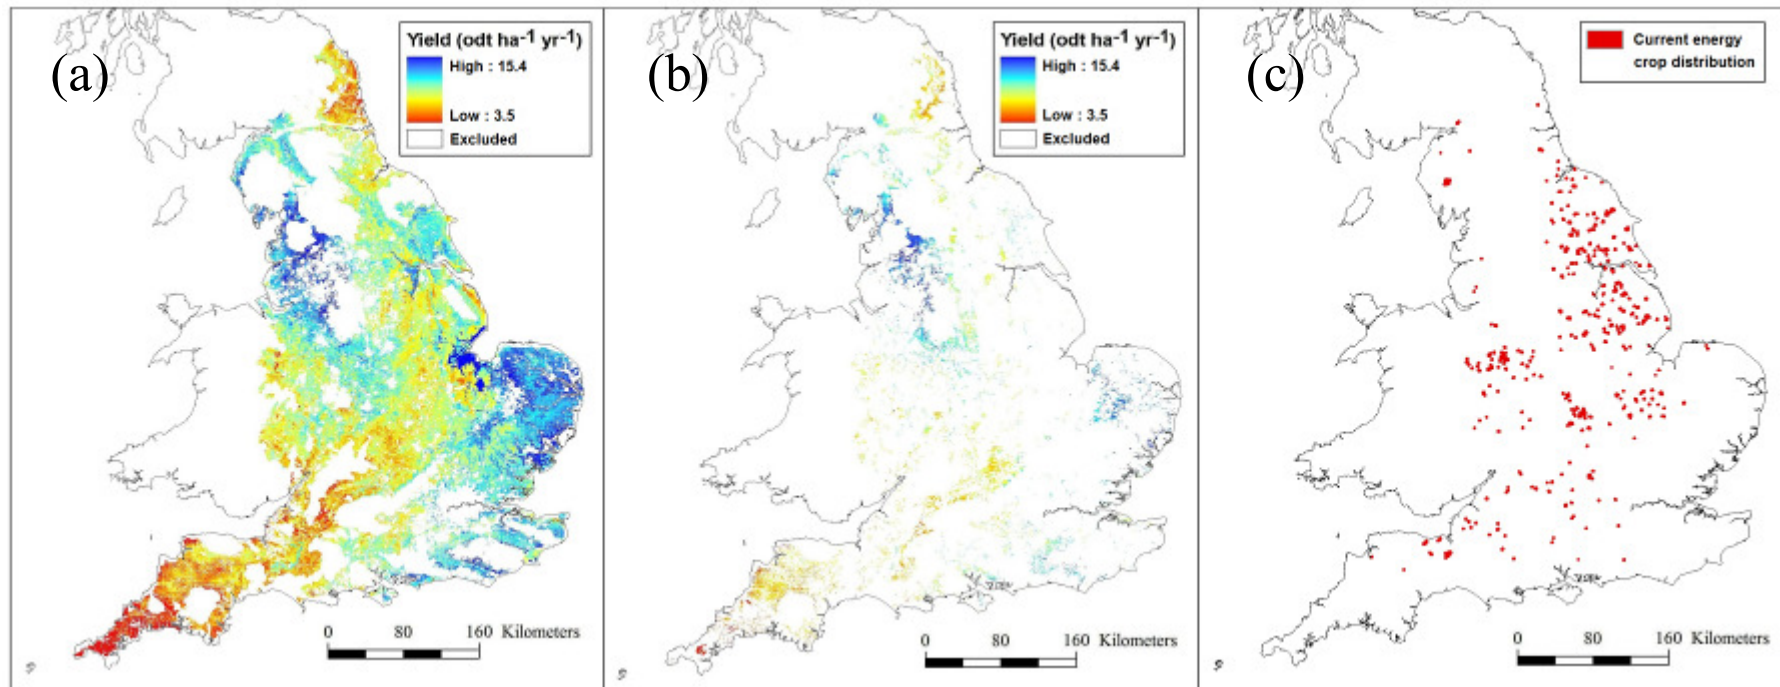 (a)
Yield (odt ha-1 yr-1)
High : 15.4
Low : 3.5
Excluded
0 80 160 Kilometers
(b)
Yield (odt ha-1 yr-1)
High : 15.4
Low : 3.5
Excluded
0 80 160 Kilometers
(c)
Current energy
crop distribution
0 80 160 Kilometers